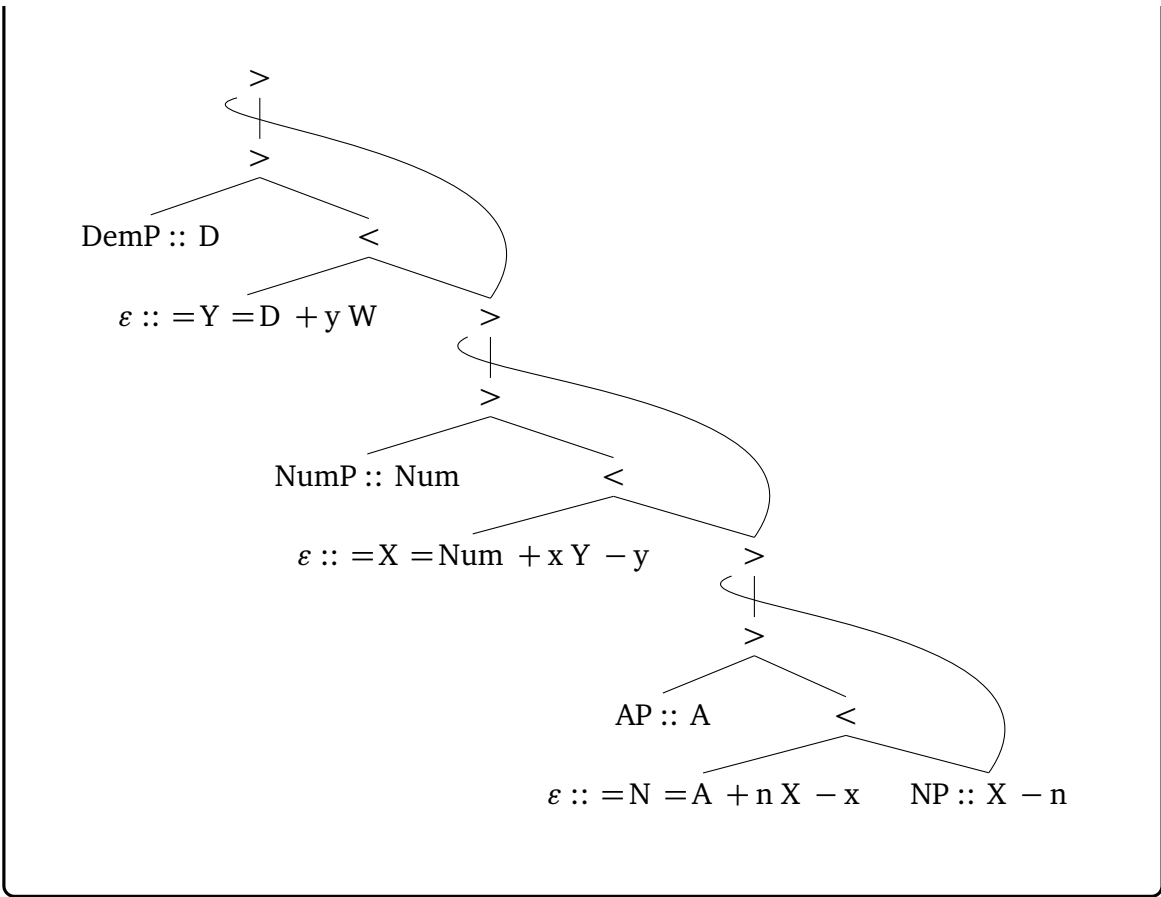 >
>
DemP :: D <
ε :: =Y =D +y W >
>
NumP :: Num <
ε :: =X =Num +x Y −y >
>
AP :: A <
ε :: =N =A +n X −x NP :: X −n